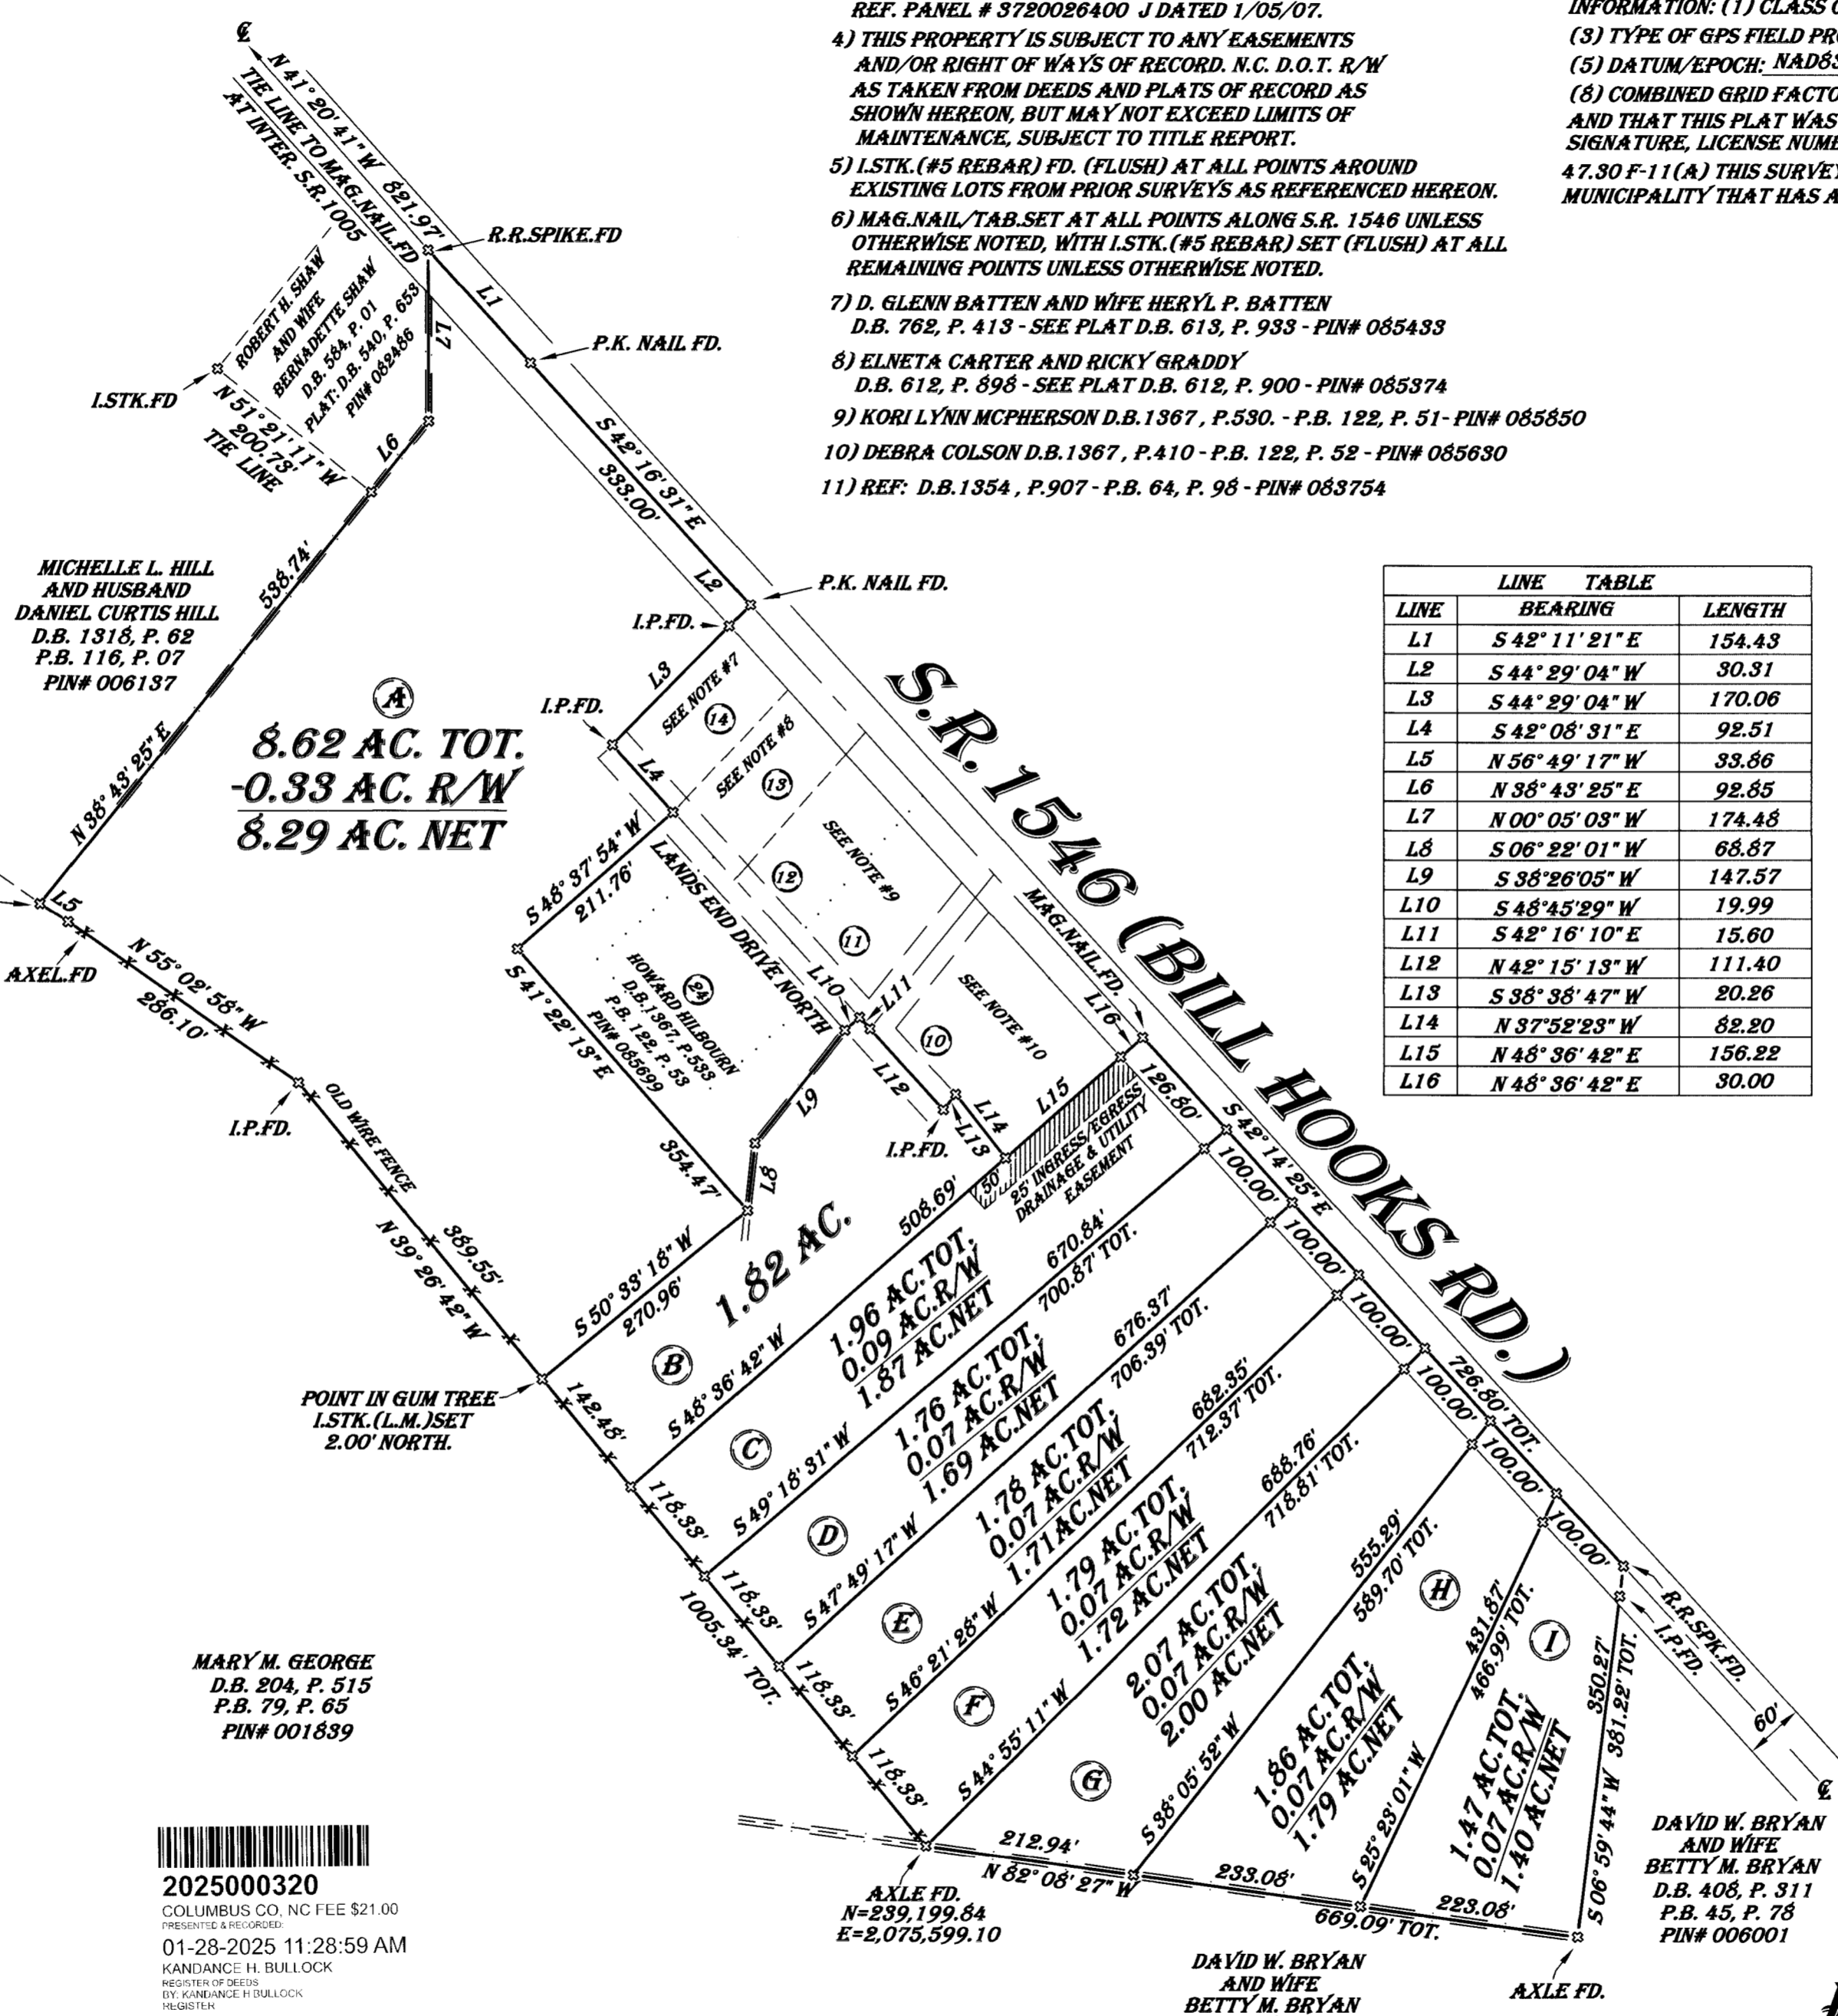 REF. PANEL # 3720026400 J DATED 1/05/07.
4) THIS PROPERTY IS SUBJECT TO ANY EASEMENTS
AND/OR RIGHT OF WAYS OF RECORD. N.C. D.O.T. R/W
AS TAKEN FROM DEEDS AND PLATS OF RECORD AS
SHOWN HEREON, BUT MAY NOT EXCEED LIMITS OF
MAINTENANCE, SUBJECT TO TITLE REPORT.
5) I.STK.(#5 REBAR) FD. (FLUSH) AT ALL POINTS AROUND
EXISTING LOTS FROM PRIOR SURVEYS AS REFERENCED HEREON.
6) MAG.NAIL/TAB.SET AT ALL POINTS ALONG S.R. 1546 UNLESS
OTHERWISE NOTED, WITH I.STK.(#5 REBAR) SET (FLUSH) AT ALL
REMAINING POINTS UNLESS OTHERWISE NOTED.
7) D. GLENN BATTEN AND WIFE HERYL P. BATTEN
D.B. 762, P. 413 - SEE PLAT D.B. 613, P. 933 - PIN# 085433
8) ELNETA CARTER AND RICKY GRADDY
D.B. 612, P. 898 - SEE PLAT D.B. 612, P. 900 - PIN# 085374
9) KORI LYNN MCPHERSON D.B.1367, P.530. - P.B. 122, P. 51- PIN# 085850
10) DEBRA COLSON D.B.1367, P.410 - P.B. 122, P. 52 - PIN# 085630
11) REF: D.B.1354 , P.907 - P.B. 64, P. 98 - PIN# 083754
INFORMATION: (1) CLASS
(3) TYPE OF GPS FIELD
(5) DATUM/EPOCH:
(8) COMBINED GRID
AND THAT THIS PLAT WAS
SIGNATURE, LICENSE
47.30 F-11(A) THIS
MUNICIPALITY THAT HAS
LINE TABLE
LINE BEARING LENGTH
L1 S 42° 11' 21" E 154.43
L2 S 44° 29' 04" W 30.31
L3 S 44° 29' 04" W 170.06
L4 S 42° 08' 31" E 92.51
L5 N 56° 49' 17" W 33.86
L6 N 38° 43' 25" E 92.85
L7 N 00° 05' 03" W 174.48
L8 S 06° 22' 01" W 68.87
L9 S 38°26'05" W 147.57
L10 S 48°45'29" W 19.99
L11 S 42° 16' 10" E 15.60
L12 N 42° 15' 13" W 111.40
L13 S 38° 38' 47" W 20.26
L14 N 37°52'23" W 82.20
L15 N 48° 36' 42" E 156.22
L16 N 48° 36' 42" E 30.00
N 41° 20' 41" W 821.97'
TIE LINE TO MAG.NAIL.FD
AT INTER. S.R.1005
R.R.SPIKE.FD
L1
L7
P.K. NAIL FD.
ROBERT H. SHAW
AND WIFE
BERNADETTE SHAW
D.B. 584, P. 01
PLAT: D.B. 540, P. 653
PIN# 082486
I.STK.FD
N 51° 21' 11" W
200.73'
TIE LINE
L6
S 42° 16' 31" E
333.00'
L2
P.K. NAIL FD.
I.P.FD.
L3
I.P.FD.
L4
SEE NOTE #7
14
SEE NOTE #8
13
SEE NOTE #9
12
11
SEE NOTE #10
10
MICHELLE L. HILL
AND HUSBAND
DANIEL CURTIS HILL
D.B. 1318, P. 62
P.B. 116, P. 07
PIN# 006137
538.74'
N 38° 43' 25" E
A
8.62 AC. TOT.
-0.33 AC. R/W
8.29 AC. NET
L5
AXEL.FD
N 55° 02' 58" W
286.10'
I.P.FD.
OLD WIRE FENCE
N 39° 26' 42" W
389.55'
S 48° 37' 54" W
211.76'
LANDS END DRIVE NORTH
24
HOWARD HILBOURN
D.B.1367, P.533
P.B. 122, P. 53
PIN# 085699
S 41° 22' 13" E
354.47'
L10
L11
L12
L9
L8
L13
L14
I.P.FD.
L15
L16
MAG.NAIL.FD.
S.R. 1546 (BILL HOOKS RD.)
50'
25' INGRESS/EGRESS
DRAINAGE & UTILITY
EASEMENT
126.80'
S 42° 14' 25" E
100.00'
100.00'
100.00'
100.00'
100.00'
100.00'
726.80' TOT.
S 50° 33' 18" W
270.96'
POINT IN GUM TREE
I.STK.(L.M.)SET
2.00' NORTH.
B
1.82 AC.
142.48'
508.69'
S 48° 36' 42" W
C
1.96 AC.TOT.
0.09 AC.R/W
1.87 AC.NET
118.33'
670.84'
700.87' TOT.
S 49° 18' 31" W
D
1.76 AC.TOT.
0.07 AC.R/W
1.69 AC.NET
118.33'
676.37'
706.39' TOT.
S 47° 49' 17" W
E
1.78 AC.TOT.
0.07 AC.R/W
1.71AC.NET
118.33'
682.35'
712.37' TOT.
S 46° 21' 28" W
F
1.79 AC.TOT.
0.07 AC.R/W
1.72 AC.NET
118.33'
1005.34' TOT.
688.76'
718.81' TOT.
S 44° 55' 11" W
G
2.07 AC.TOT.
0.07 AC.R/W
2.00 AC.NET
555.29'
589.70' TOT.
S 38° 05' 52" W
H
1.86 AC.TOT.
0.07 AC.R/W
1.79 AC.NET
431.87'
466.99' TOT.
S 25° 23' 01" W
I
1.47 AC.TOT.
0.07 AC.R/W
1.40 AC.NET
350.27'
S 06° 59' 44" W 381.22' TOT.
R.R.SPK.FD.
I.P.FD.
60'
212.94'
N 82° 08' 27" W
233.08'
223.08'
669.09' TOT.
AXLE FD.
N=239,199.84
E=2,075,599.10
AXLE FD.
MARY M. GEORGE
D.B. 204, P. 515
P.B. 79, P. 65
PIN# 001839
DAVID W. BRYAN
AND WIFE
BETTY M. BRYAN
D.B. 408, P. 311
P.B. 45, P. 78
PIN# 006001
DAVID W. BRYAN
AND WIFE
BETTY M. BRYAN
2025000320
COLUMBUS CO, NC FEE $21.00
PRESENTED & RECORDED:
01-28-2025 11:28:59 AM
KANDANCE H. BULLOCK
REGISTER OF DEEDS
BY: KANDANCE H BULLOCK
REGISTER